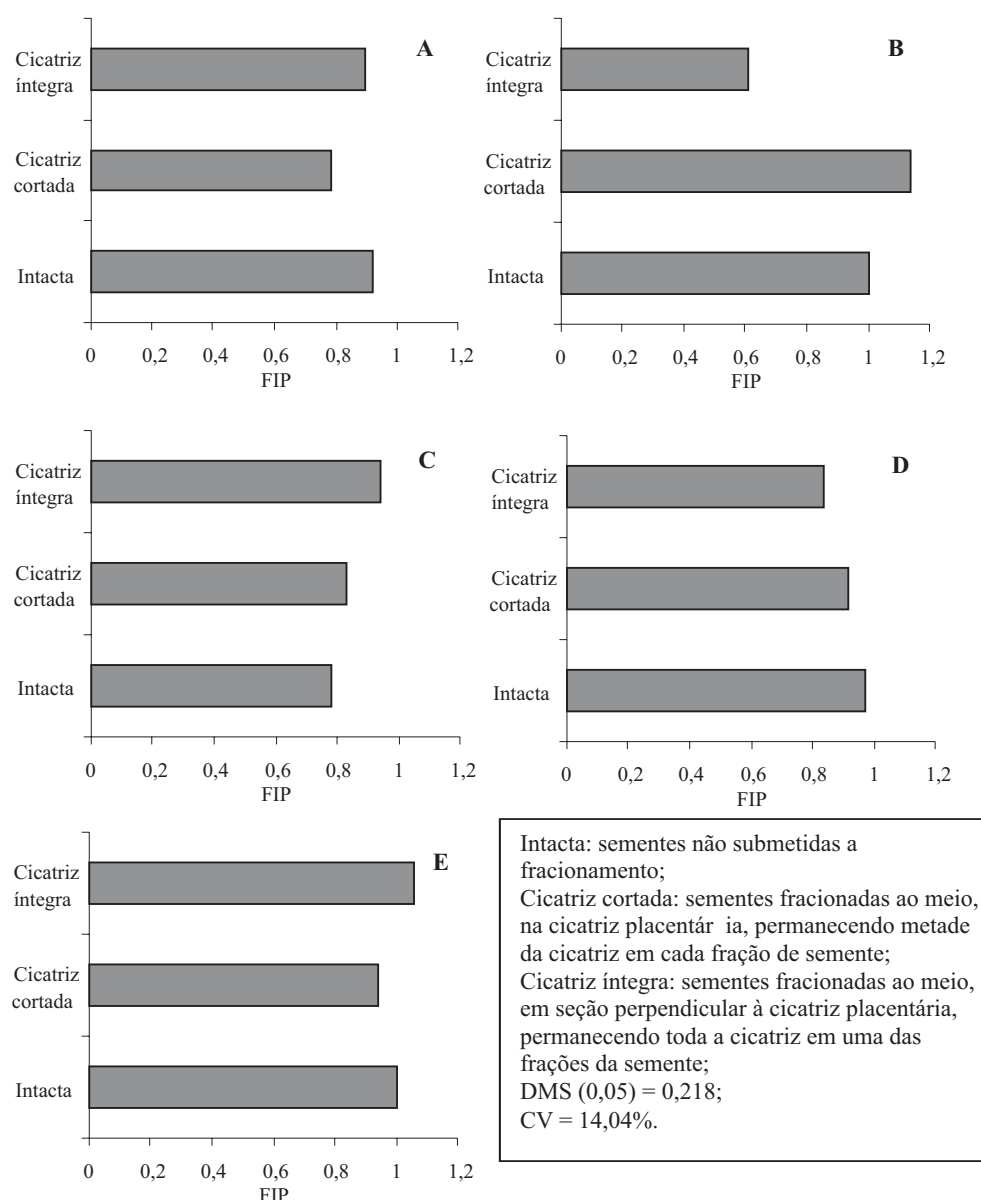 A
Cicatriz
íntegra
Cicatriz
cortada
Intacta
0 0,2 0,4 0,6 0,8 1 1,2
FIP
B
Cicatriz
íntegra
Cicatriz
cortada
Intacta
0 0,2 0,4 0,6 0,8 1 1,2
FIP
C
Cicatriz
íntegra
Cicatriz
cortada
Intacta
0 0,2 0,4 0,6 0,8 1 1,2
FIP
D
Cicatriz
íntegra
Cicatriz
cortada
Intacta
0 0,2 0,4 0,6 0,8 1 1,2
FIP
E
Cicatriz
íntegra
Cicatriz
cortada
Intacta
0 0,2 0,4 0,6 0,8 1 1,2
FIP
Intacta: sementes não submetidas a
fracionamento;
Cicatriz cortada: sementes fracionadas ao meio,
na cicatriz placentár ia, permanecendo metade
da cicatriz em cada fração de semente;
Cicatriz íntegra: sementes fracionadas ao meio,
em seção perpendicular à cicatriz placentária,
permanecendo toda a cicatriz em uma das
frações da semente;
DMS (0,05) = 0,218;
CV = 14,04%.